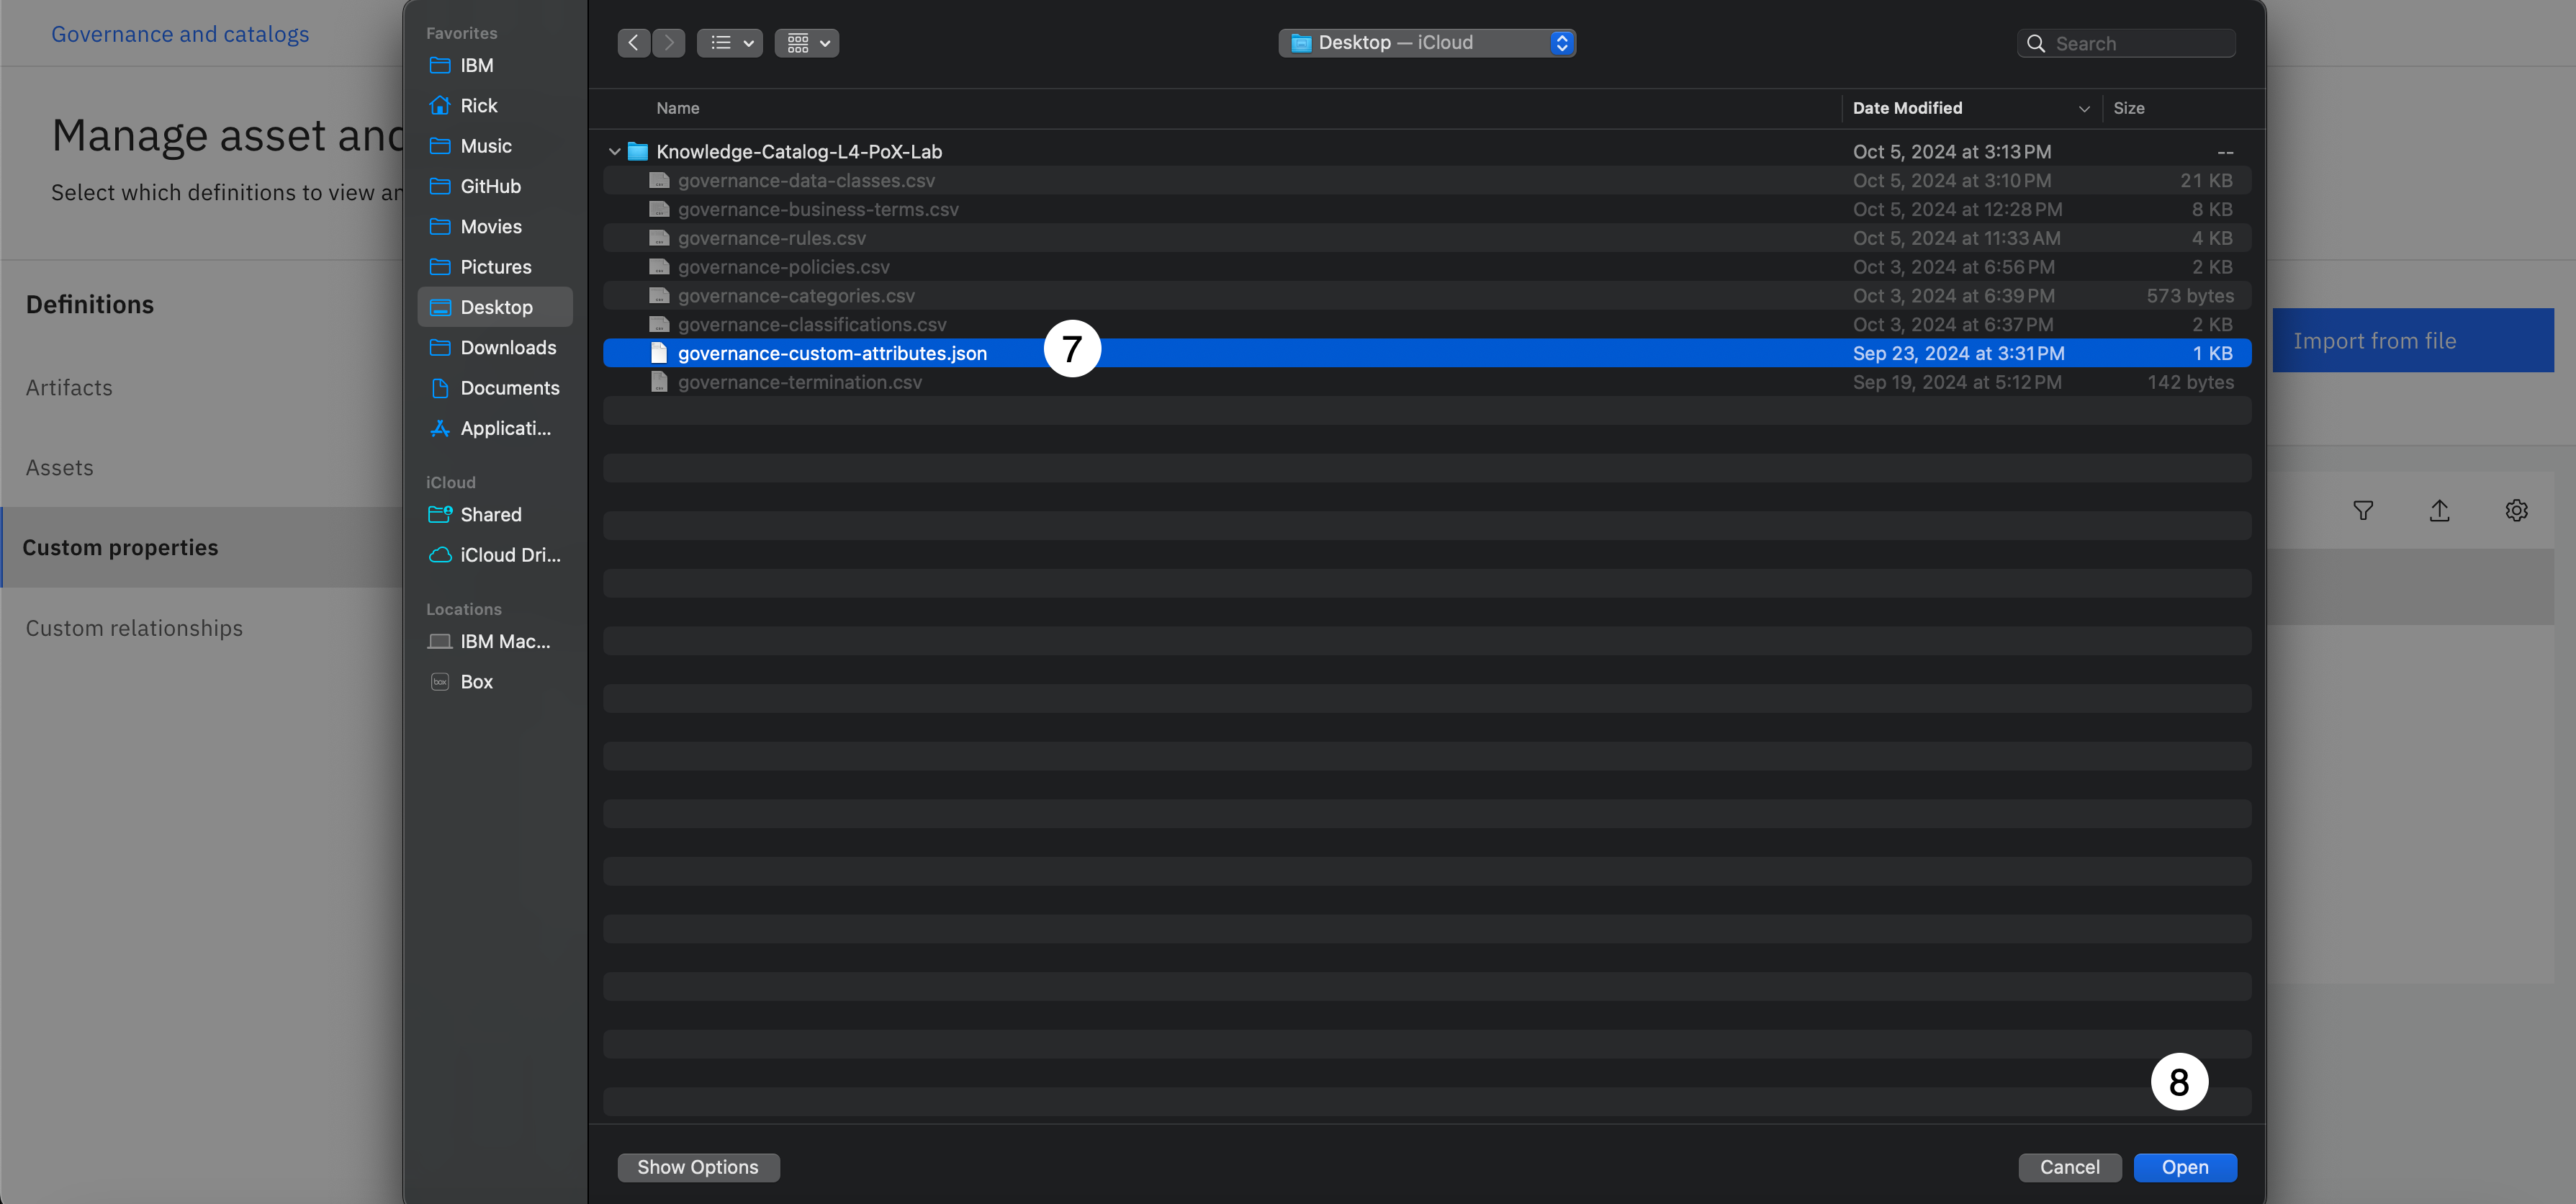 Governance and catalogs
Manage asset and
Select which definitions to view an
Definitions
Artifacts
Assets
Custom properties
Custom relationships
Favorites
IBM
Rick
Music
GitHub
Movies
Pictures
Desktop
Downloads
Documents
Applicati...
iCloud
Shared
iCloud Dri...
Locations
IBM Mac...
box Box
Desktop — iCloud
Search
Name Date Modified Size
Knowledge-Catalog-L4-PoX-Lab Oct 5, 2024 at 3:13 PM --
governance-data-classes.csv Oct 5, 2024 at 3:10 PM 21 KB
governance-business-terms.csv Oct 5, 2024 at 12:28 PM 8 KB
governance-rules.csv Oct 5, 2024 at 11:33 AM 4 KB
governance-policies.csv Oct 3, 2024 at 6:56 PM 2 KB
governance-categories.csv Oct 3, 2024 at 6:39 PM 573 bytes
governance-classifications.csv Oct 3, 2024 at 6:37 PM 2 KB
governance-custom-attributes.json 7 Sep 23, 2024 at 3:31 PM 1 KB
governance-termination.csv Sep 19, 2024 at 5:12 PM 142 bytes
8
Show Options Cancel Open
Import from file